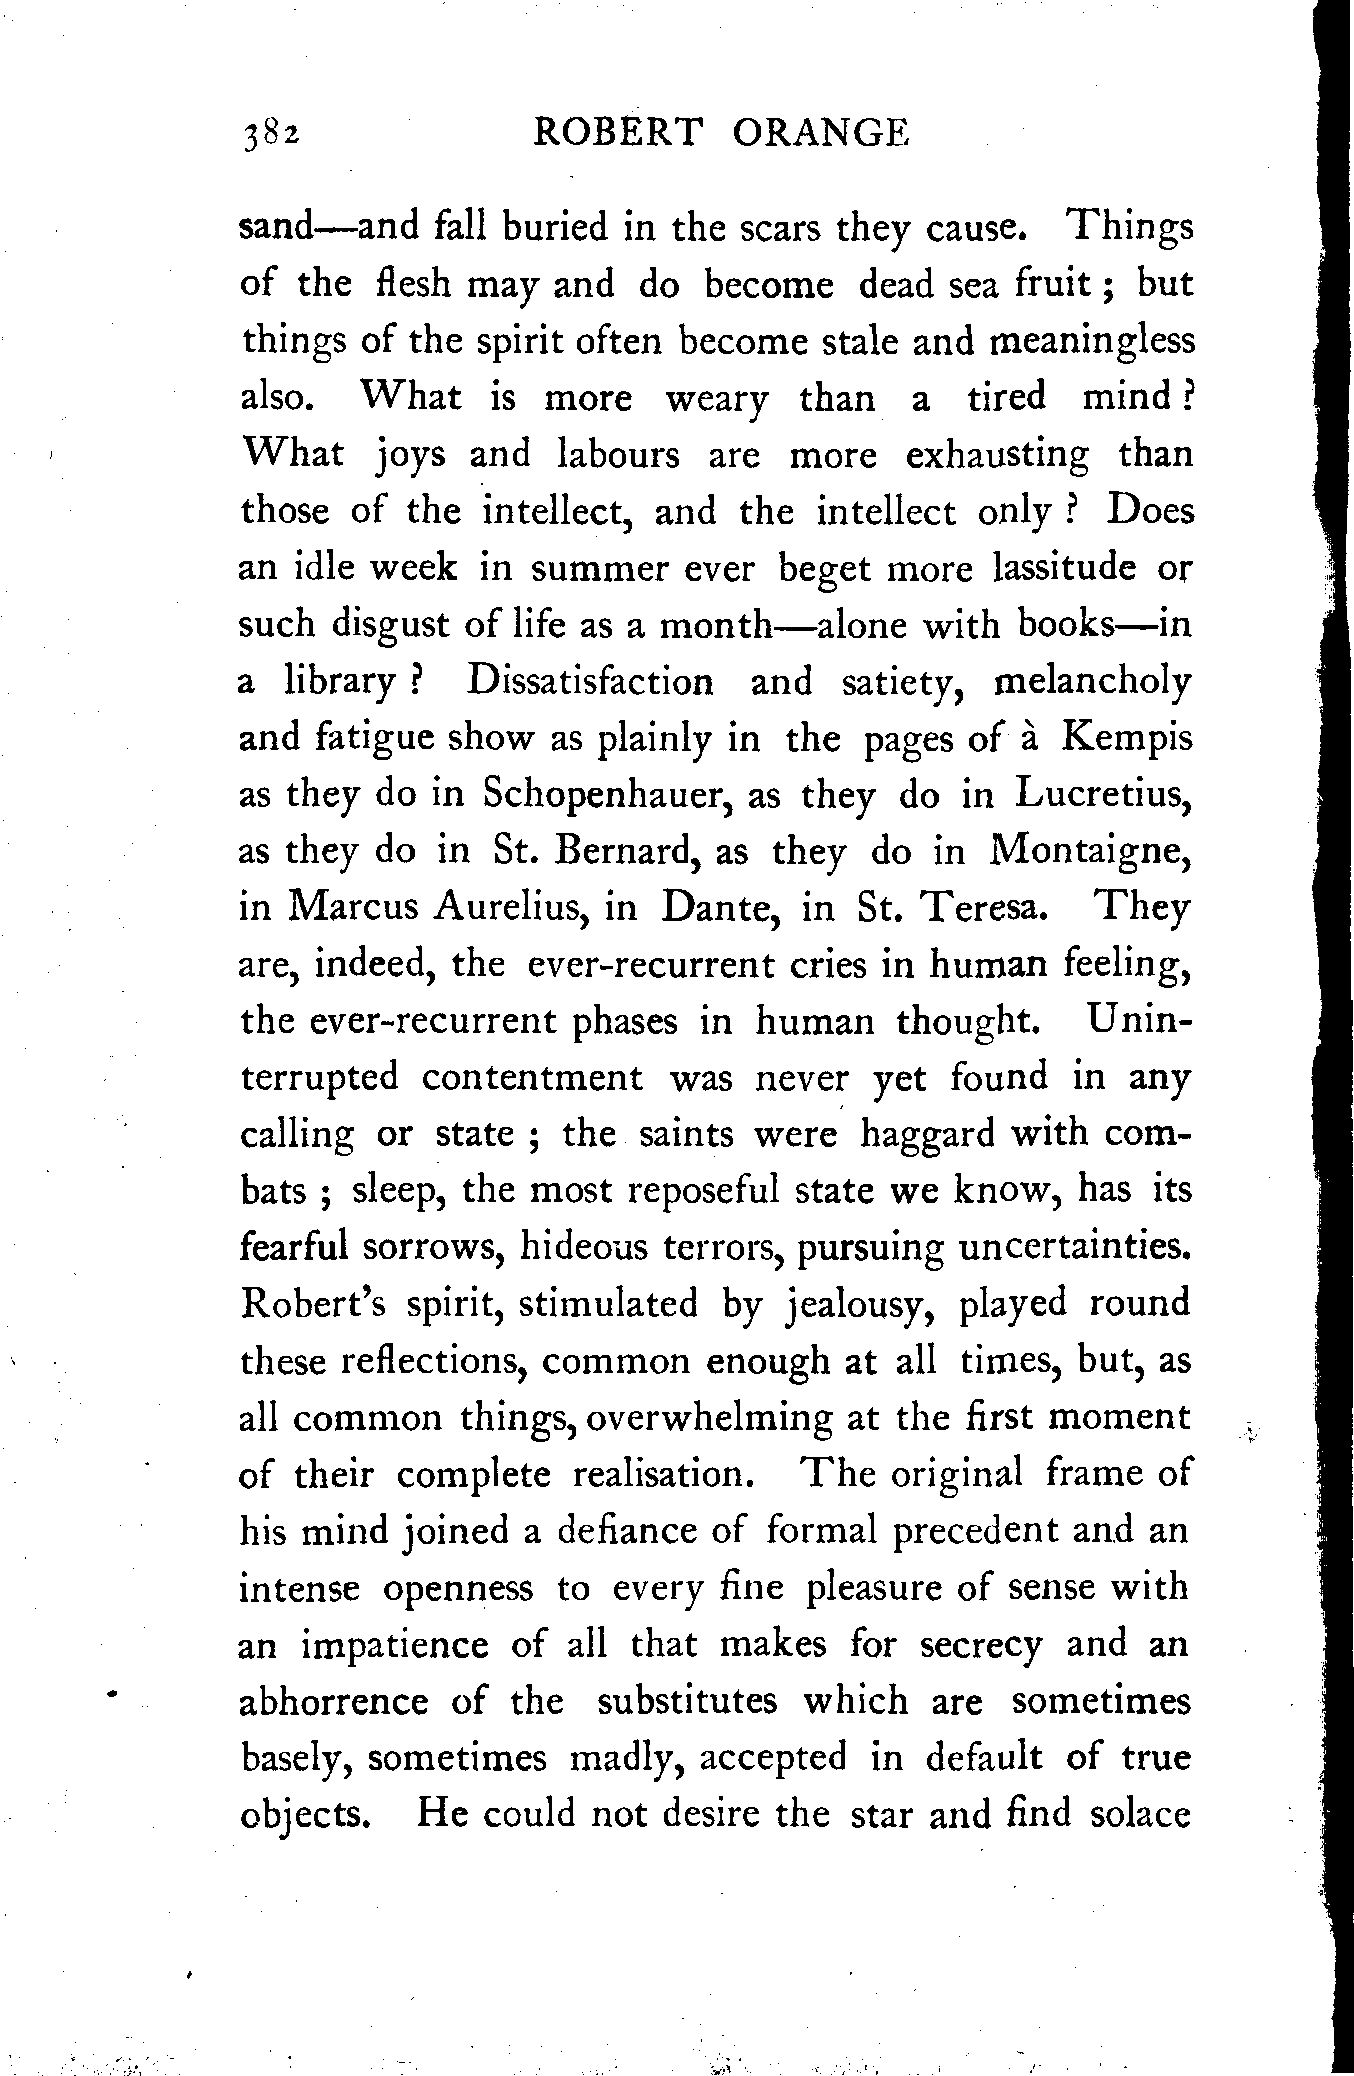 382 ROBERT ORANGE
sand—and fall buried in the scars they cause. Things
of the flesh may and do become dead sea fruit ; but
things of the spirit often become stale and meaningless
also. What is more weary than a tired mind ?
What joys and labours are more exhausting than
those of the intellect, and the intellect only ? Does
an idle week in summer ever beget more lassitude or
such disgust of life as a month—alone with books—in
a library ? Dissatisfaction and satiety, melancholy
and fatigue show as plainly in the pages of à Kempis
as they do in Schopenhauer, as they do in Lucretius,
as they do in St. Bernard, as they do in Montaigne,
in Marcus Aurelius, in Dante, in St. Teresa. They
are, indeed, the ever-recurrent cries in human feeling,
the ever-recurrent phases in human thought. Unin-
terrupted contentment was never yet found in any
calling or state ; the saints were haggard with com-
bats ; sleep, the most reposeful state we know, has its
fearful sorrows, hideous terrors, pursuing uncertainties.
Robert's spirit, stimulated by jealousy, played round
these reflections, common enough at all times, but, as
all common things, overwhelming at the first moment
of their complete realisation. The original frame of
his mind joined a defiance of formal precedent and an
intense openness to every fine pleasure of sense with
an impatience of all that makes for secrecy and an
abhorrence of the substitutes which are sometimes
basely, sometimes madly, accepted in default of true
objects. He could not desire the star and find solace